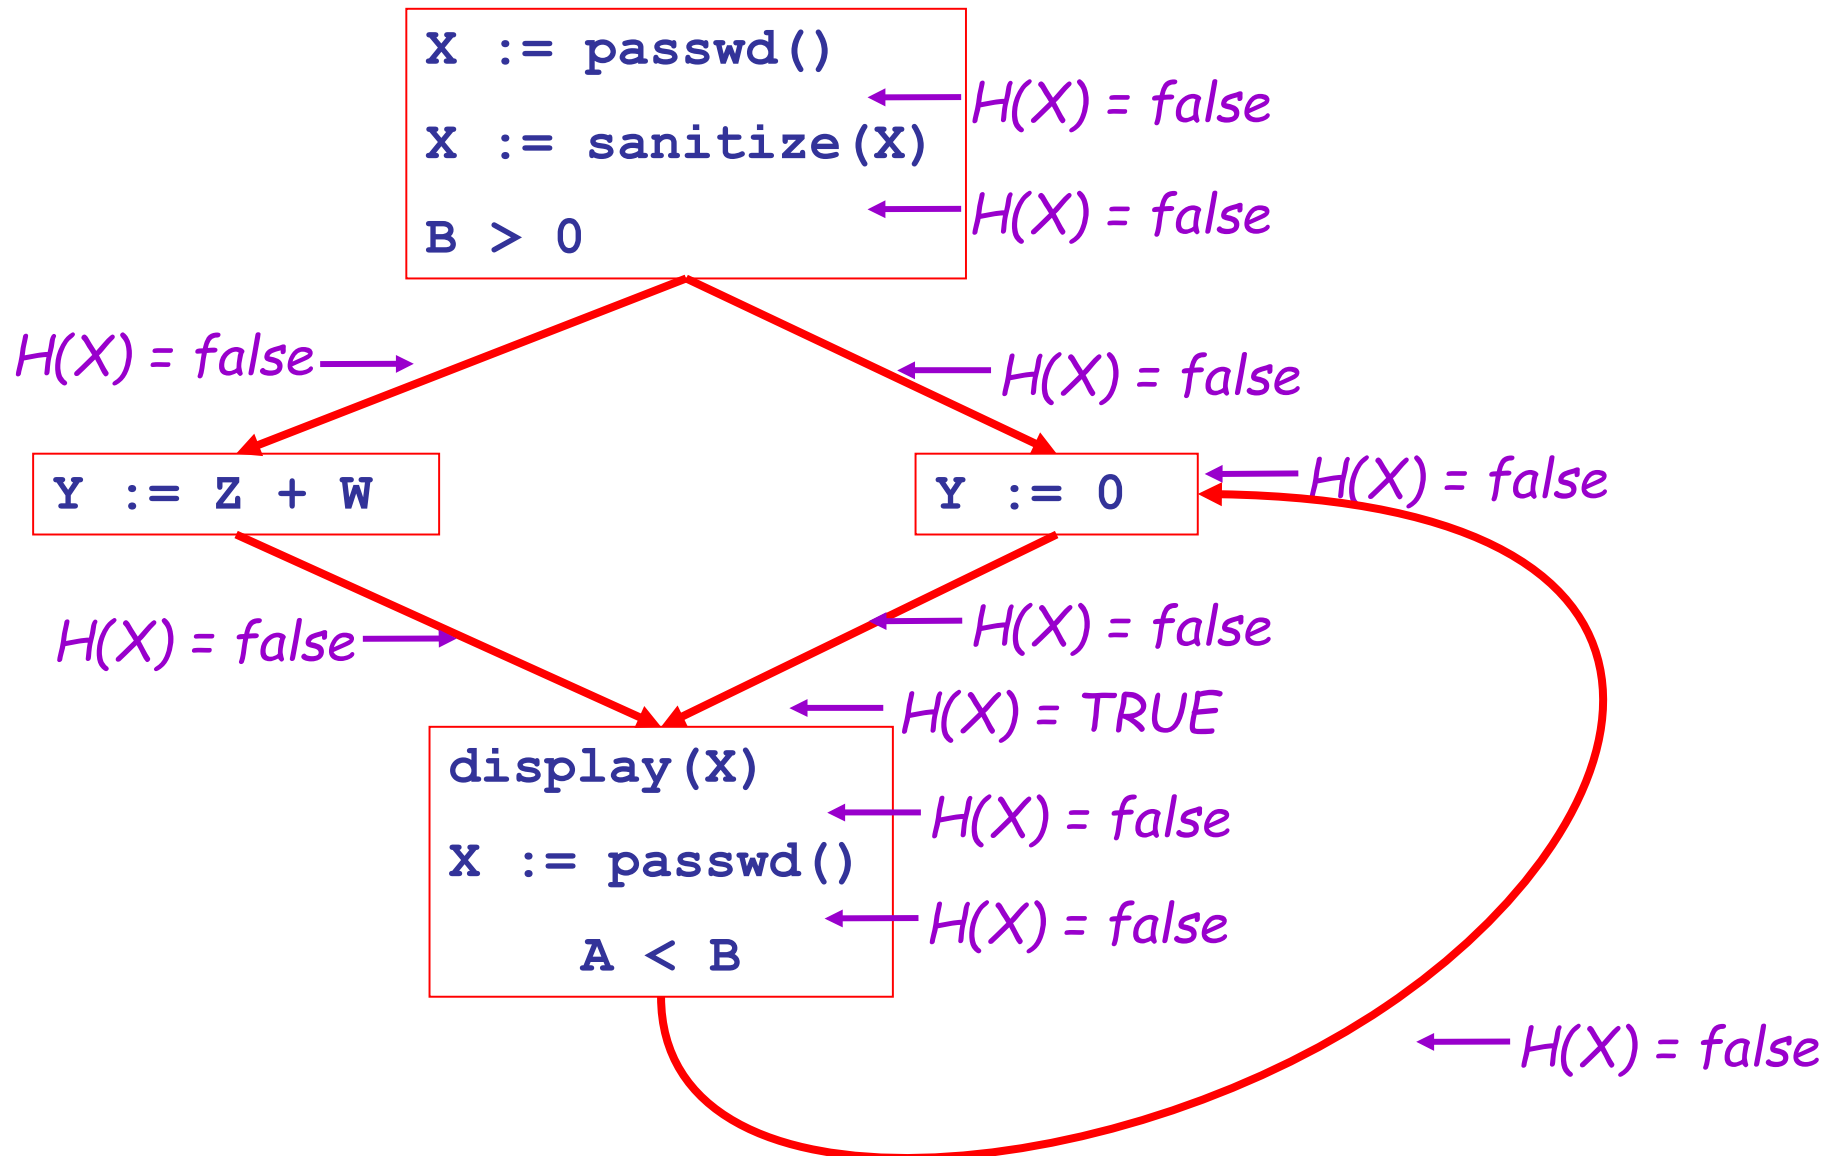 X := passwd()
H(X) = false
X := sanitize(X)
H(X) = false
B > 0
H(X) = false
H(X) = false
H(X) = false
Y := Z + W
Y := 0
H(X) = false
H(X) = false
H(X) = TRUE
display(X)
H(X) = false
X := passwd()
H(X) = false
A < B
H(X) = false